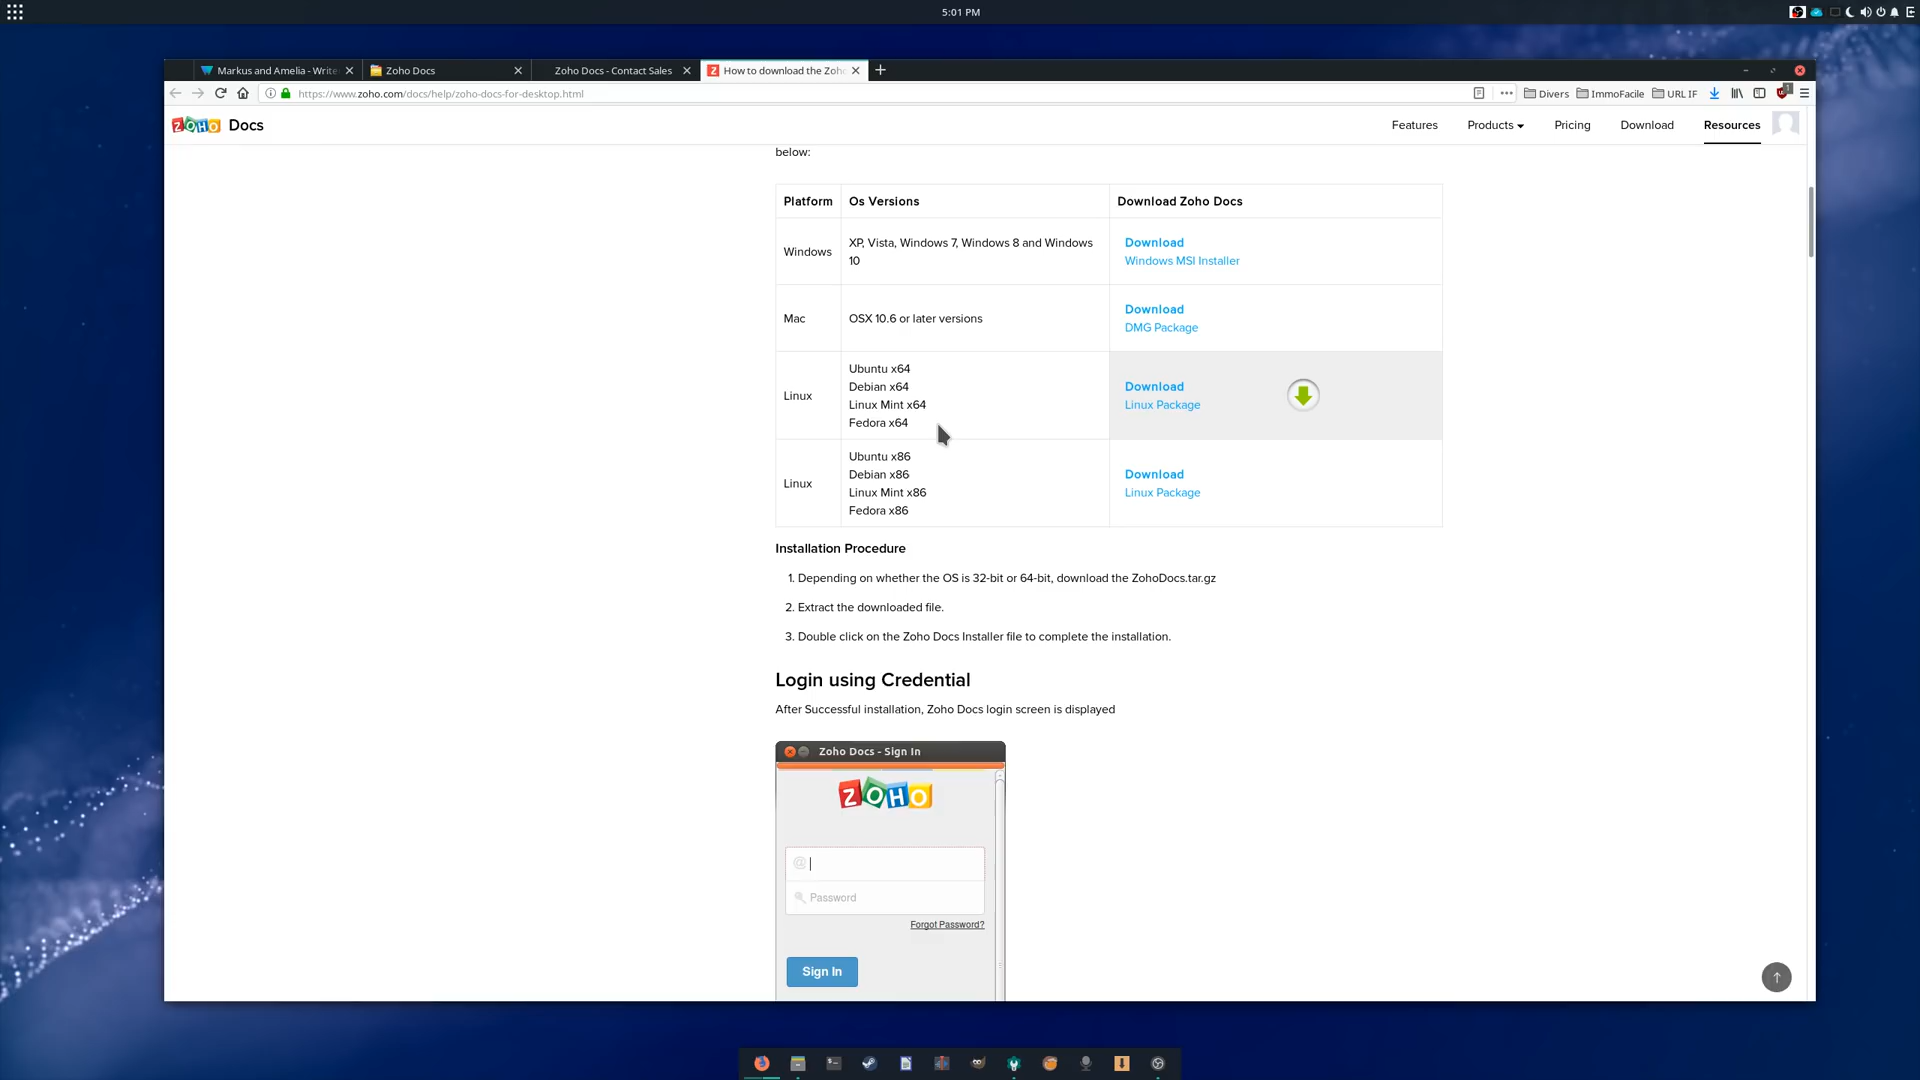 5:01 PM
Markus and Amelia - Write
Zoho Docs
Zoho Docs - Contact Sales
How to download the Zoh
https://www.zoho.com/docs/help/zoho-docs-for-desktop.html
Divers
ImmoFacile
URL IF
1
ZOHO Docs
Features
Products
Pricing
Download
Resources
below:
Platform
Os Versions
Download Zoho Docs
Windows
XP, Vista, Windows 7, Windows 8 and Windows
10
Download
Windows MSI Installer
Mac
OSX 10.6 or later versions
Download
DMG Package
Linux
Ubuntu x64
Debian x64
Linux Mint x64
Fedora x64
Download
Linux Package
Linux
Ubuntu x86
Debian x86
Linux Mint x86
Fedora x86
Download
Linux Package
Installation Procedure
1. Depending on whether the OS is 32-bit or 64-bit, download the ZohoDocs.tar.gz
2. Extract the downloaded file.
3. Double click on the Zoho Docs Installer file to complete the installation.
Login using Credential
After Successful installation, Zoho Docs login screen is displayed
Zoho Docs - Sign In
ZOHO
@
Password
Forgot Password?
Sign In